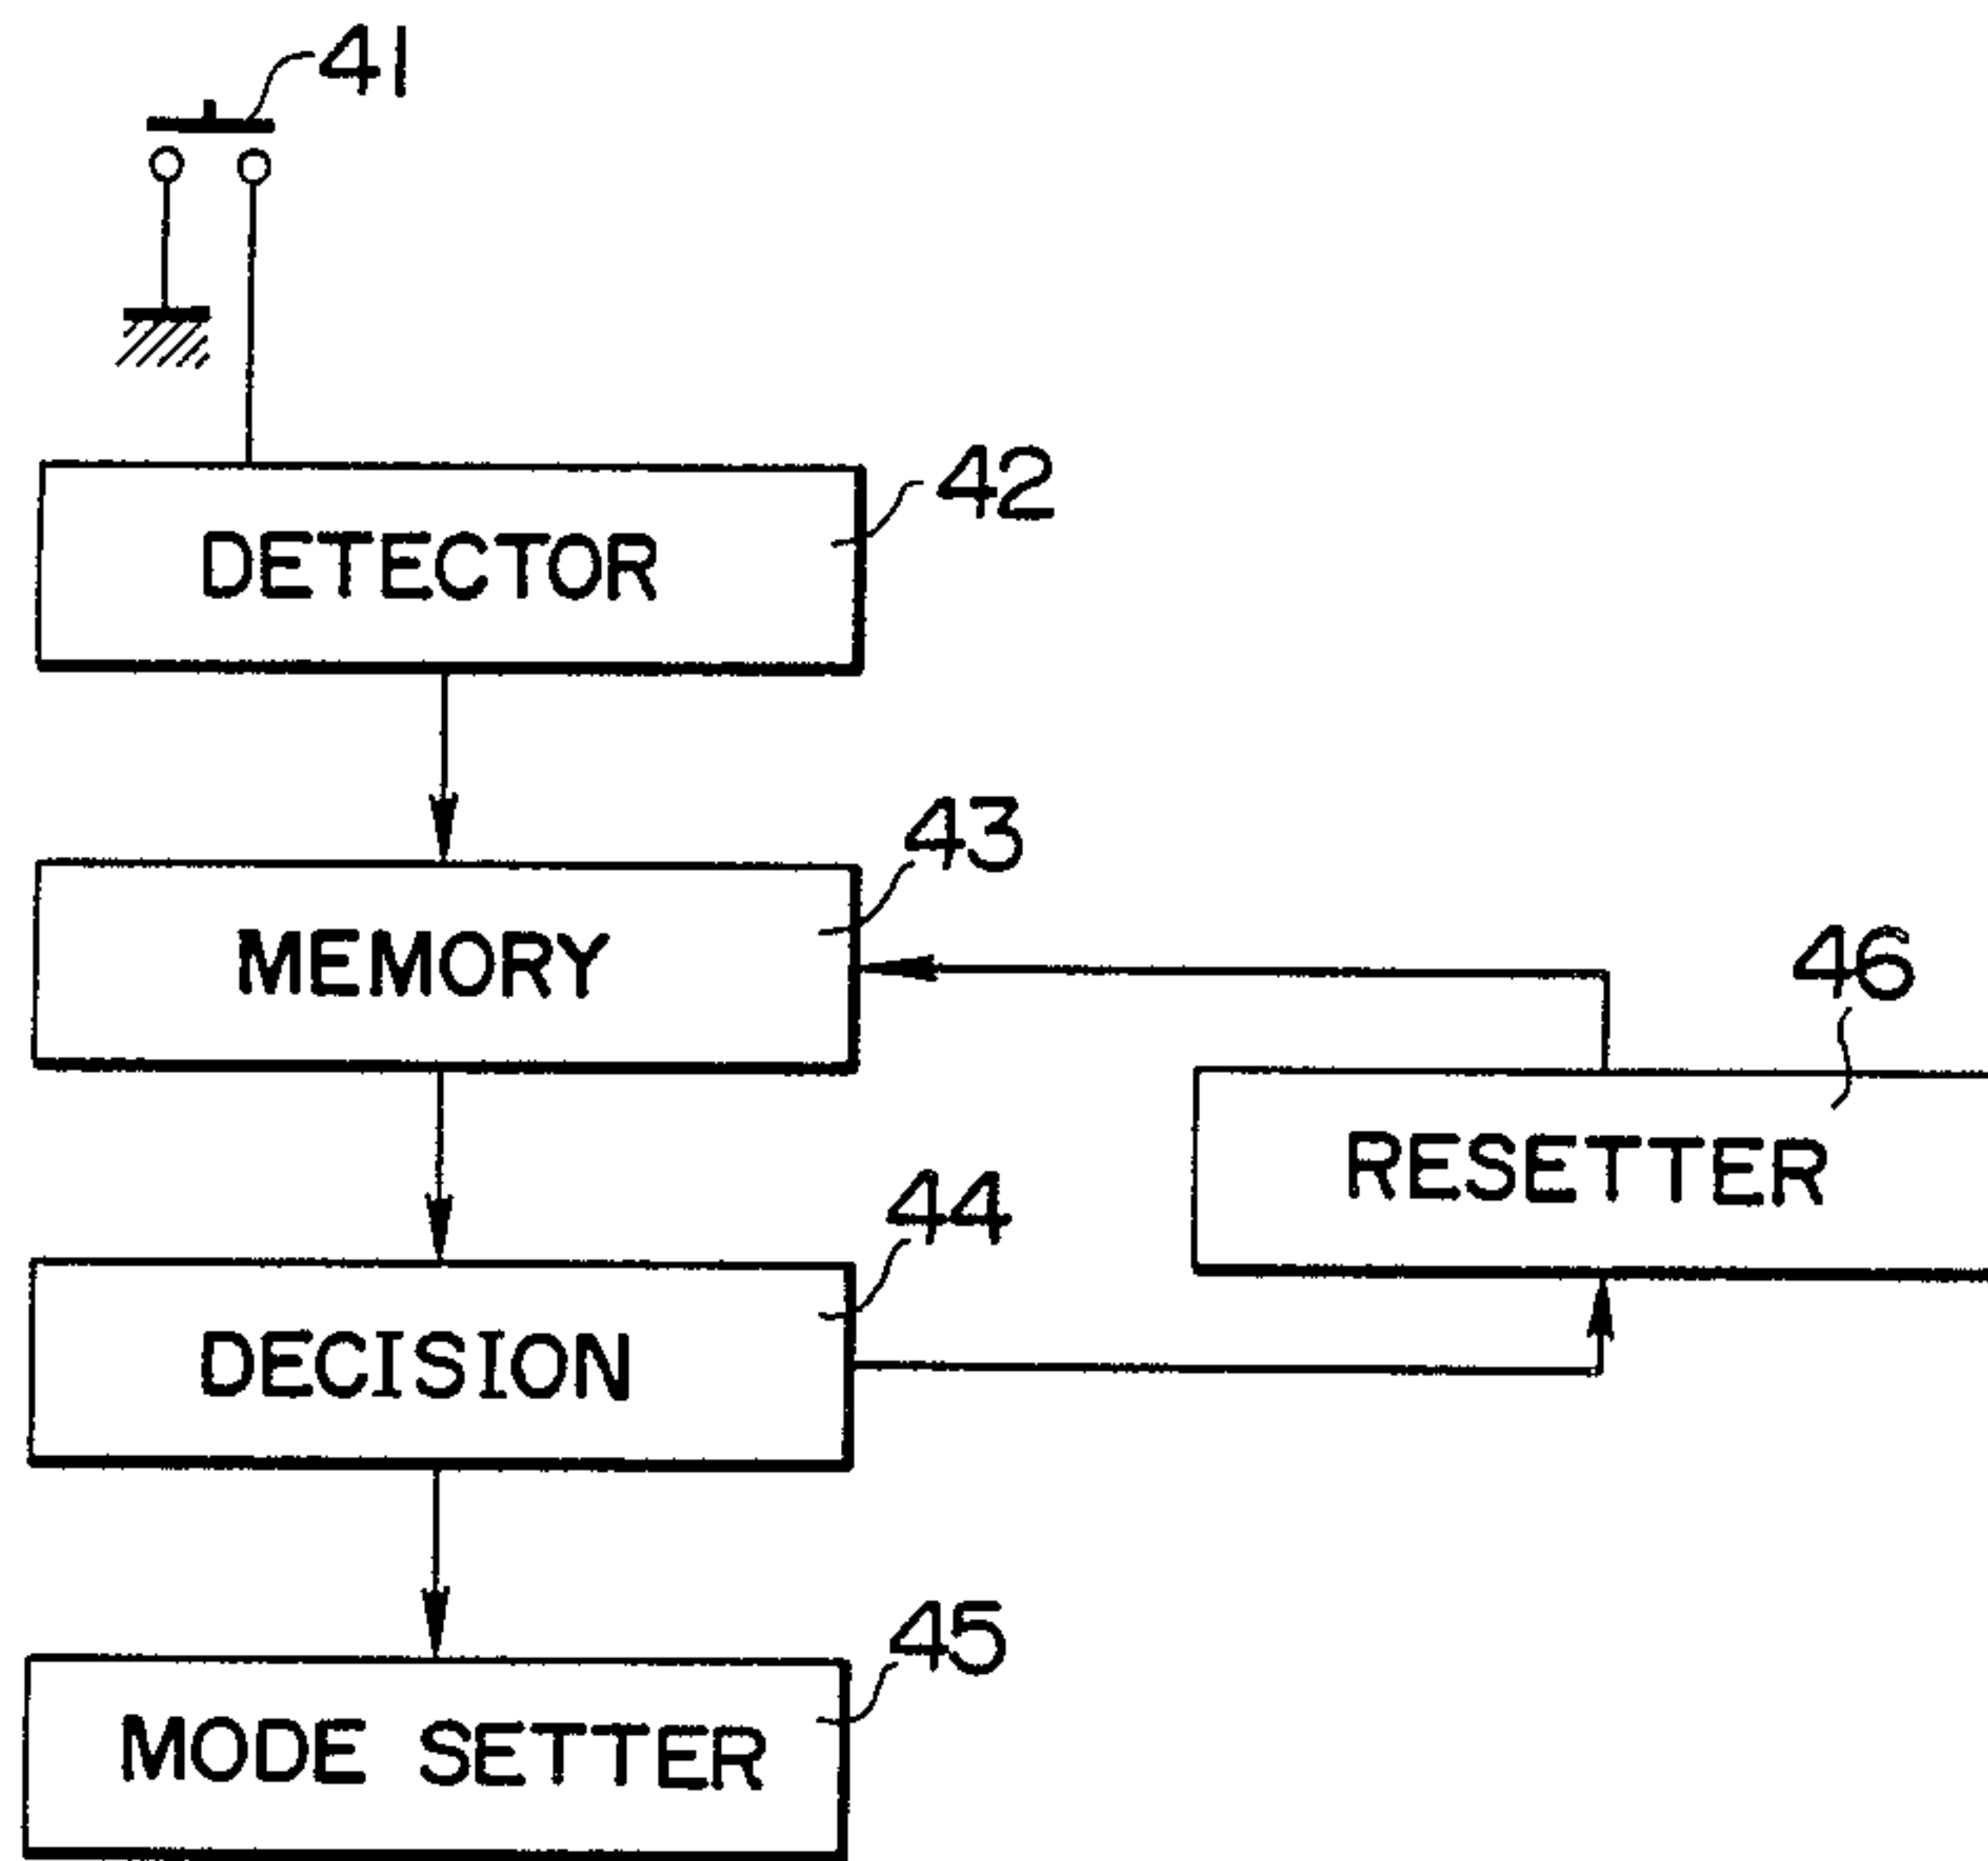 41
42
DETECTOR
43
MEMORY
46
RESETTER
44
DECISION
45
MODE SETTER